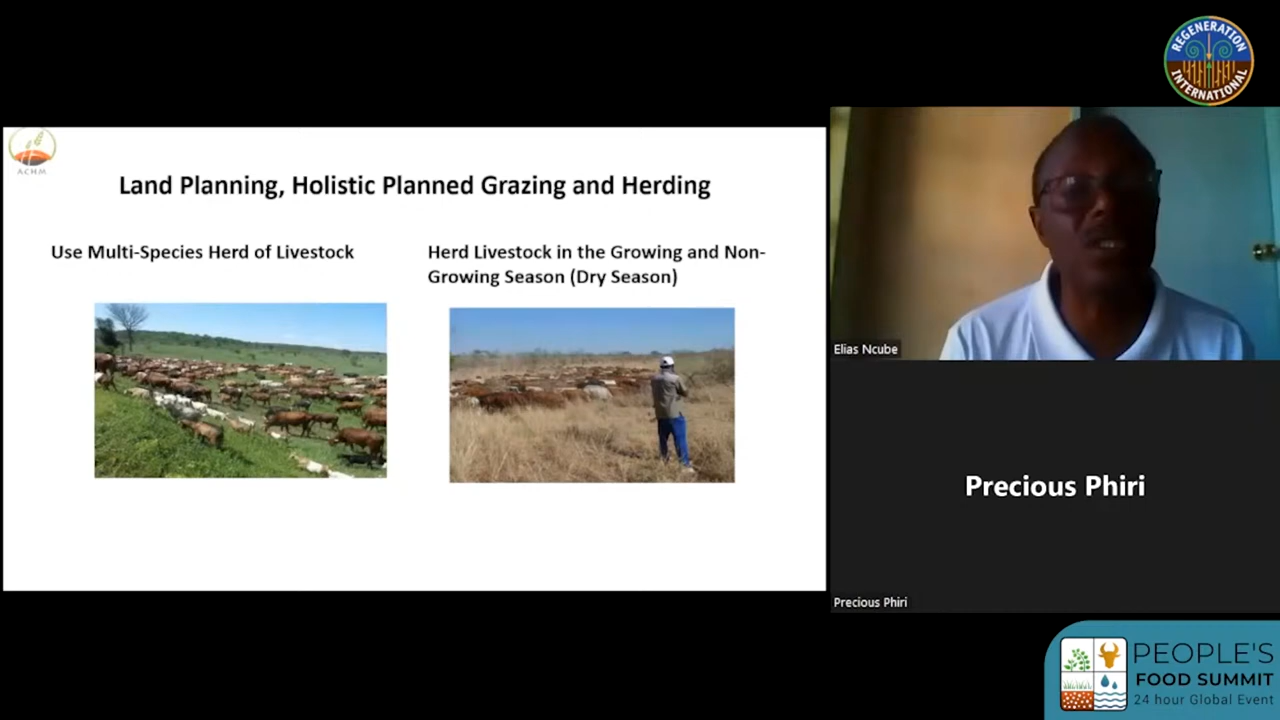 REGENERATION
INTERNATIONAL
ACHM
Land Planning, Holistic Planned Grazing and Herding
Use Multi-Species Herd of Livestock
Herd Livestock in the Growing and Non-
Growing Season (Dry Season)
Elias Ncube
Precious Phiri
Precious Phiri
PEOPLE'S
FOOD SUMMIT
24 hour Global Event